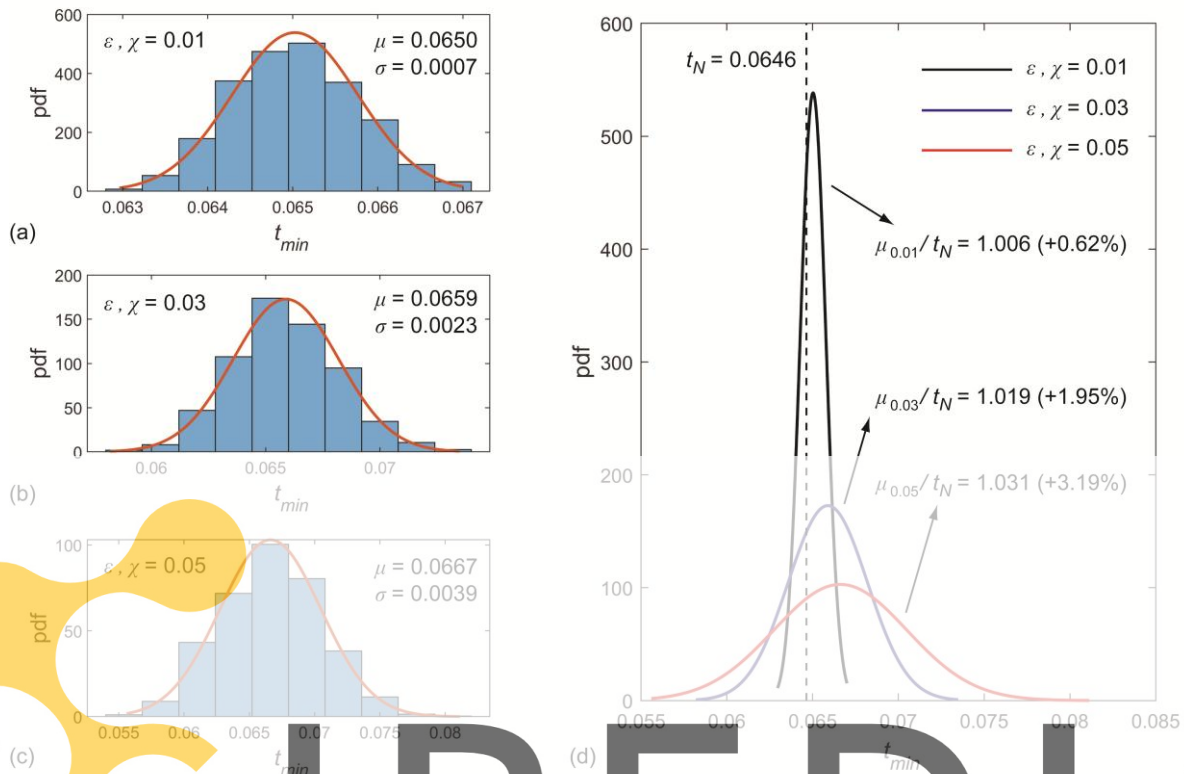 600
400
200
0
pdf
ε, χ = 0.01
μ = 0.0650
σ = 0.0007
0.063 0.064 0.065 0.066 0.067
(a)
t_min
200
150
100
50
0
pdf
ε, χ = 0.03
μ = 0.0659
σ = 0.0023
0.06 0.065 0.07
(b)
t_min
100
50
0
pdf
ε, χ = 0.05
μ = 0.0667
σ = 0.0039
0.055 0.06 0.065 0.07 0.075 0.08
(c)
t_min
600
500
400
300
200
100
0
pdf
t_N = 0.0646
ε, χ = 0.01
ε, χ = 0.03
ε, χ = 0.05
μ_0.01/ t_N = 1.006 (+0.62%)
μ_0.03/ t_N = 1.019 (+1.95%)
μ_0.05/ t_N = 1.031 (+3.19%)
0.055 0.06 0.065 0.07 0.075 0.08 0.085
(d)
t_min